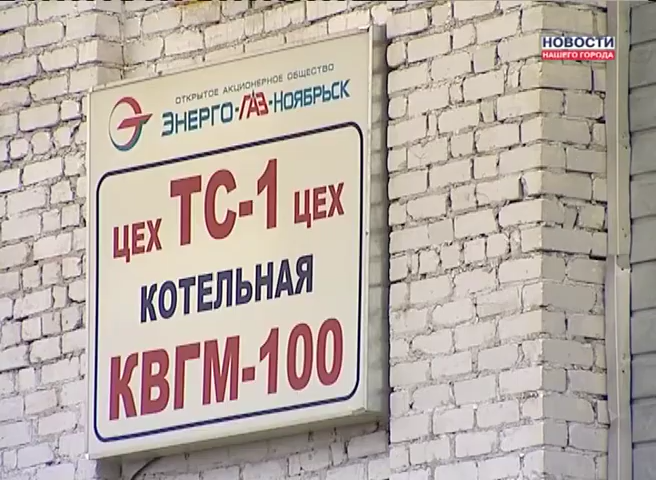 НОВОСТИ
НАШЕГО ГОРОДА
ОТКРЫТОЕ АКЦИОНЕРНОЕ ОБЩЕСТВО
ЭНЕРГО-ГАЗ-НОЯБРЬСК
ЦЕХ ТС-1 ЦЕХ
КОТЕЛЬНАЯ
КВГМ-100